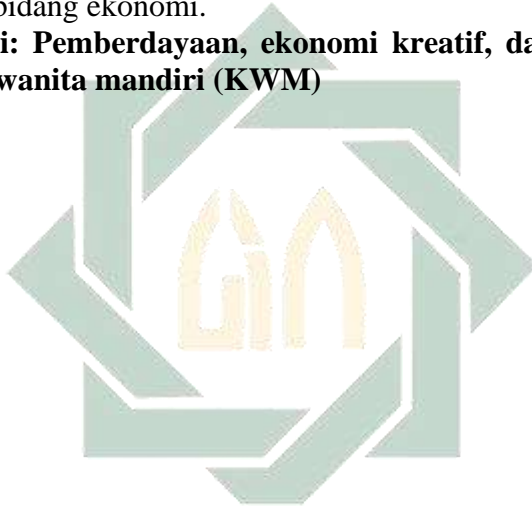 bidang ekonomi.
i: Pemberdayaan, ekonomi kreatif, da
wanita mandiri (KWM)